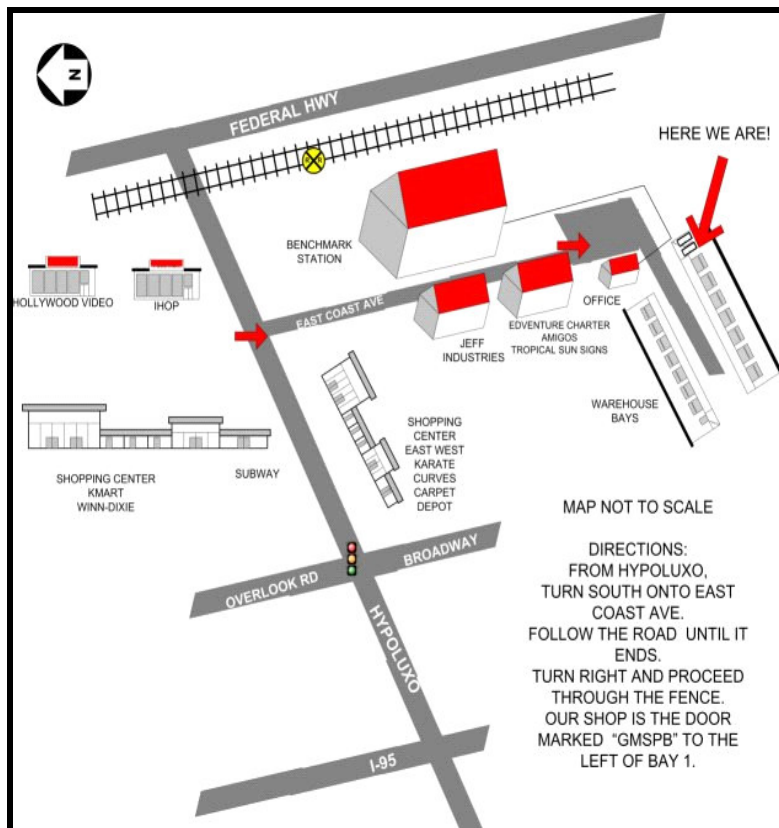 N
FEDERAL HWY
R R
HERE WE ARE!
BENCHMARK
STATION
HOLLYWOOD VIDEO
IHOP
EAST COAST AVE
OFFICE
JEFF
INDUSTRIES
EDVENTURE CHARTER
AMIGOS
TROPICAL SUN SIGNS
WAREHOUSE
BAYS
SHOPPING
CENTER
EAST WEST
KARATE
CURVES
CARPET
DEPOT
SHOPPING CENTER
KMART
WINN-DIXIE
SUBWAY
OVERLOOK RD
BROADWAY
HYPOLUXO
I-95
MAP NOT TO SCALE
DIRECTIONS:
FROM HYPOLUXO,
TURN SOUTH ONTO EAST
COAST AVE.
FOLLOW THE ROAD UNTIL IT
ENDS.
TURN RIGHT AND PROCEED
THROUGH THE FENCE.
OUR SHOP IS THE DOOR
MARKED "GMSPB" TO THE
LEFT OF BAY 1.